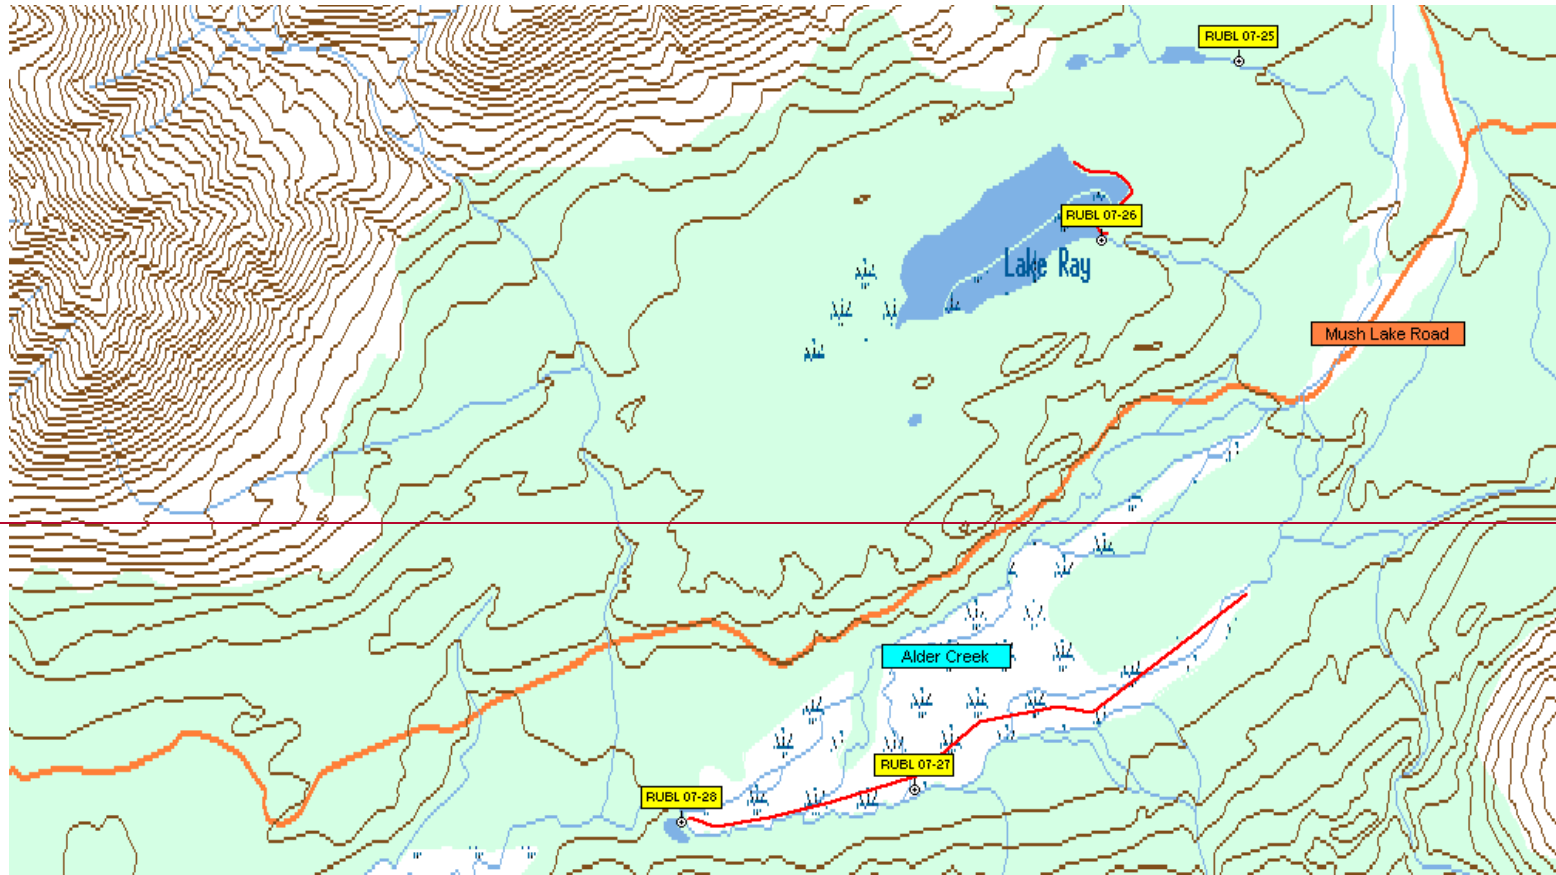 RUBL 07-25
RUBL 07-26
Lake Ray
Mush Lake Road
Alder Creek
RUBL 07-27
RUBL 07-28